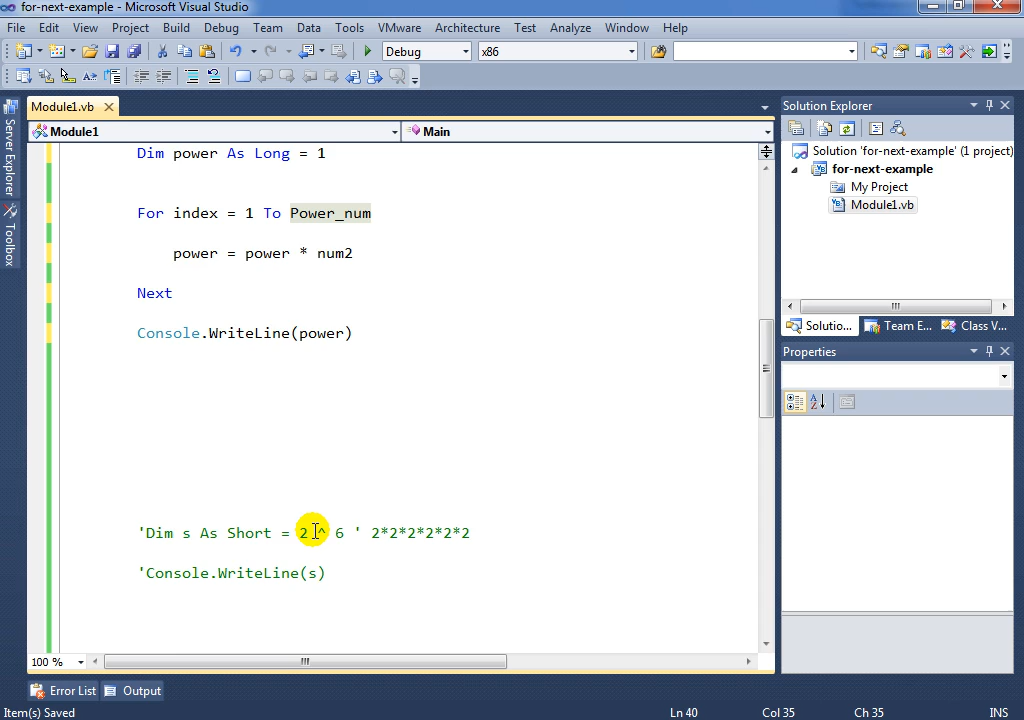 for-next-example - Microsoft Visual Studio
File Edit View Project Build Debug Team Data Tools VMware Architecture Test Analyze Window Help
Debug x86
Module1.vb
Module1 Main
Server Explorer
Toolbox
Dim power As Long = 1
For index = 1 To Power_num
power = power * num2
Next
Console.WriteLine(power)
'Dim s As Short = 2 ^ 6 ' 2*2*2*2*2*2
'Console.WriteLine(s)
100 %
Solution Explorer
Solution 'for-next-example' (1 project)
for-next-example
My Project
Module1.vb
Solutio... Team E... Class V...
Properties
Error List Output
Item(s) Saved Ln 40 Col 35 Ch 35 INS